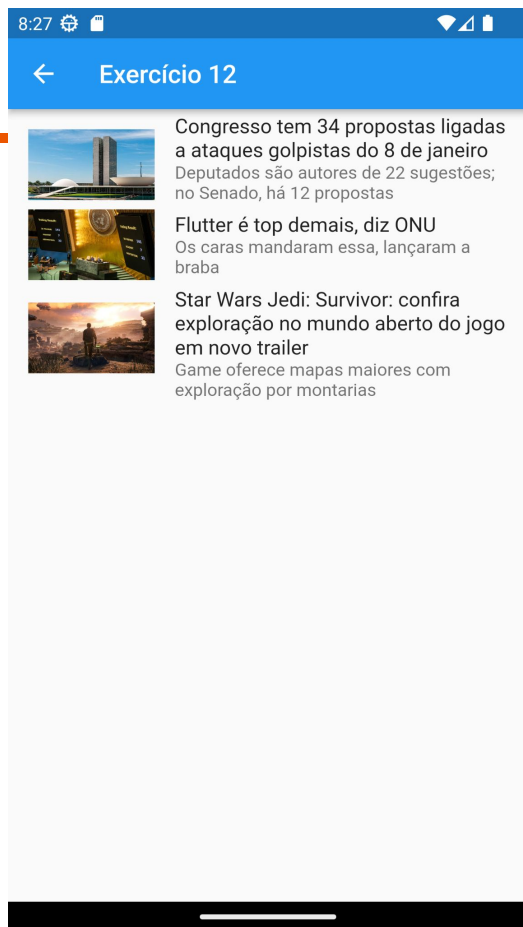 8:27
Exercício 12
Congresso tem 34 propostas ligadas
a ataques golpistas do 8 de janeiro
Deputados são autores de 22 sugestões;
no Senado, há 12 propostas
Flutter é top demais, diz ONU
Os caras mandaram essa, lançaram a
braba
Star Wars Jedi: Survivor: confira
exploração no mundo aberto do jogo
em novo trailer
Game oferece mapas maiores com
exploração por montarias